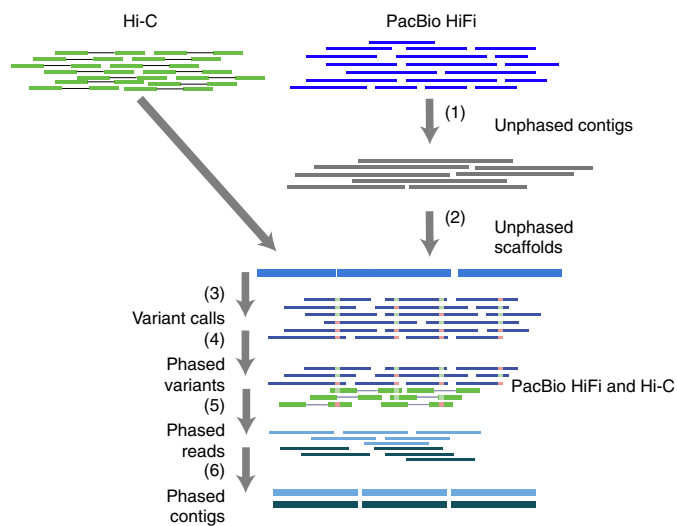 Hi-C
PacBio HiFi
(1)
Unphased contigs
(2)
Unphased
scaffolds
(3)
Variant calls
(4)
Phased
variants
PacBio HiFi and Hi-C
(5)
Phased
reads
(6)
Phased
contigs